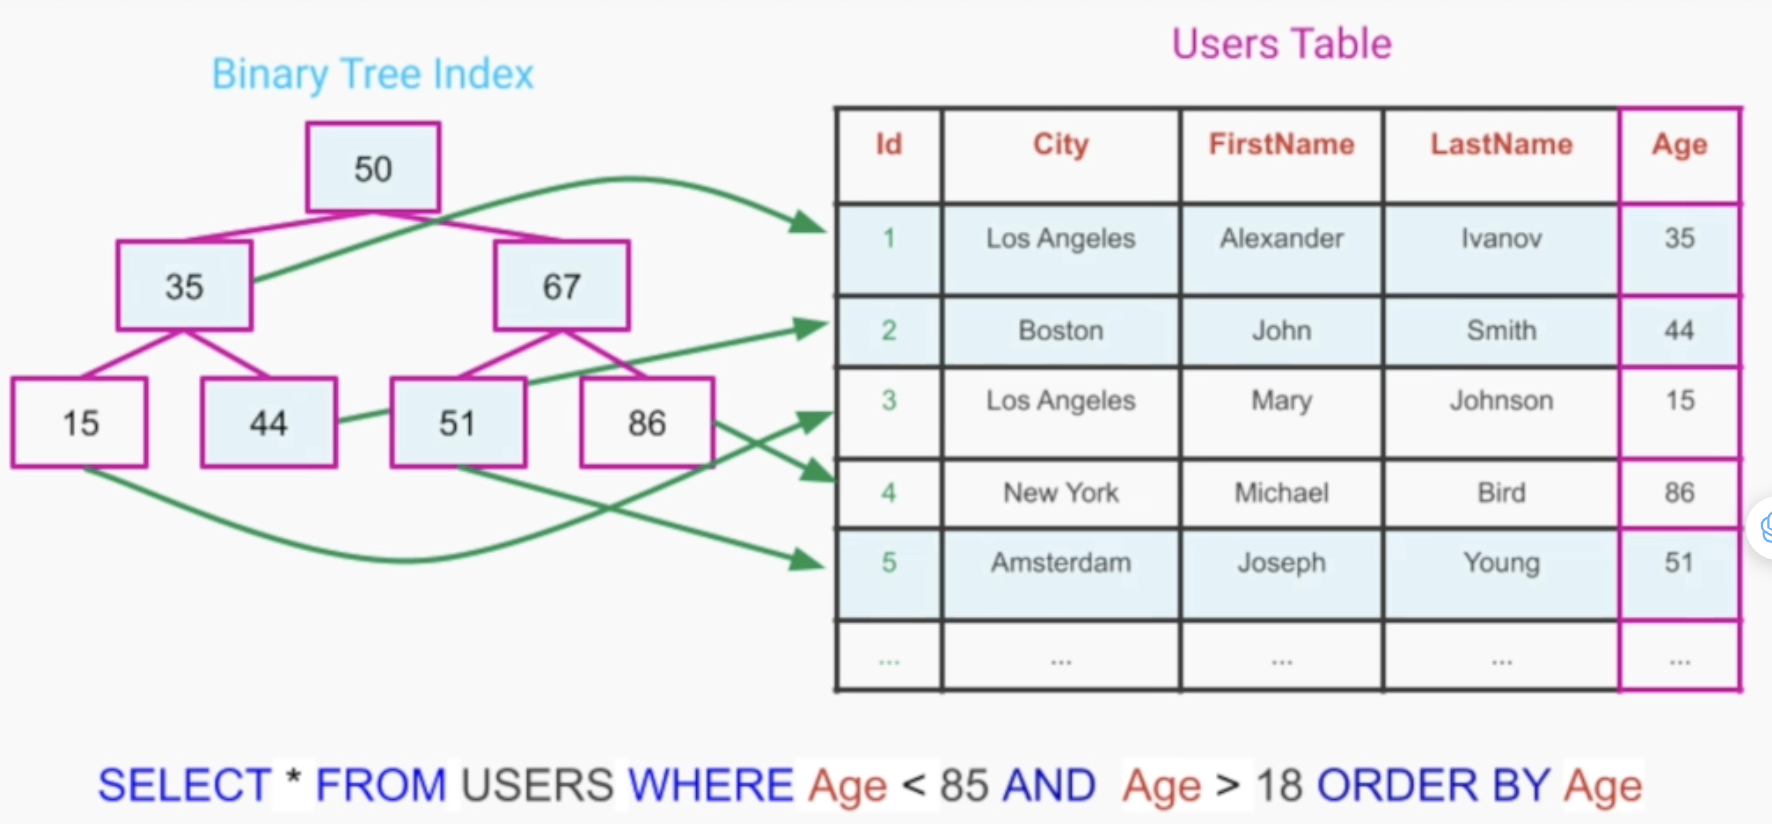 Users Table
Binary Tree Index
50
35 67
15 44 51 86
Id City FirstName LastName Age
1 Los Angeles Alexander Ivanov 35
2 Boston John Smith 44
3 Los Angeles Mary Johnson 15
4 New York Michael Bird 86
5 Amsterdam Joseph Young 51
... ... ... ... ...
SELECT * FROM USERS WHERE Age < 85 AND Age > 18 ORDER BY Age